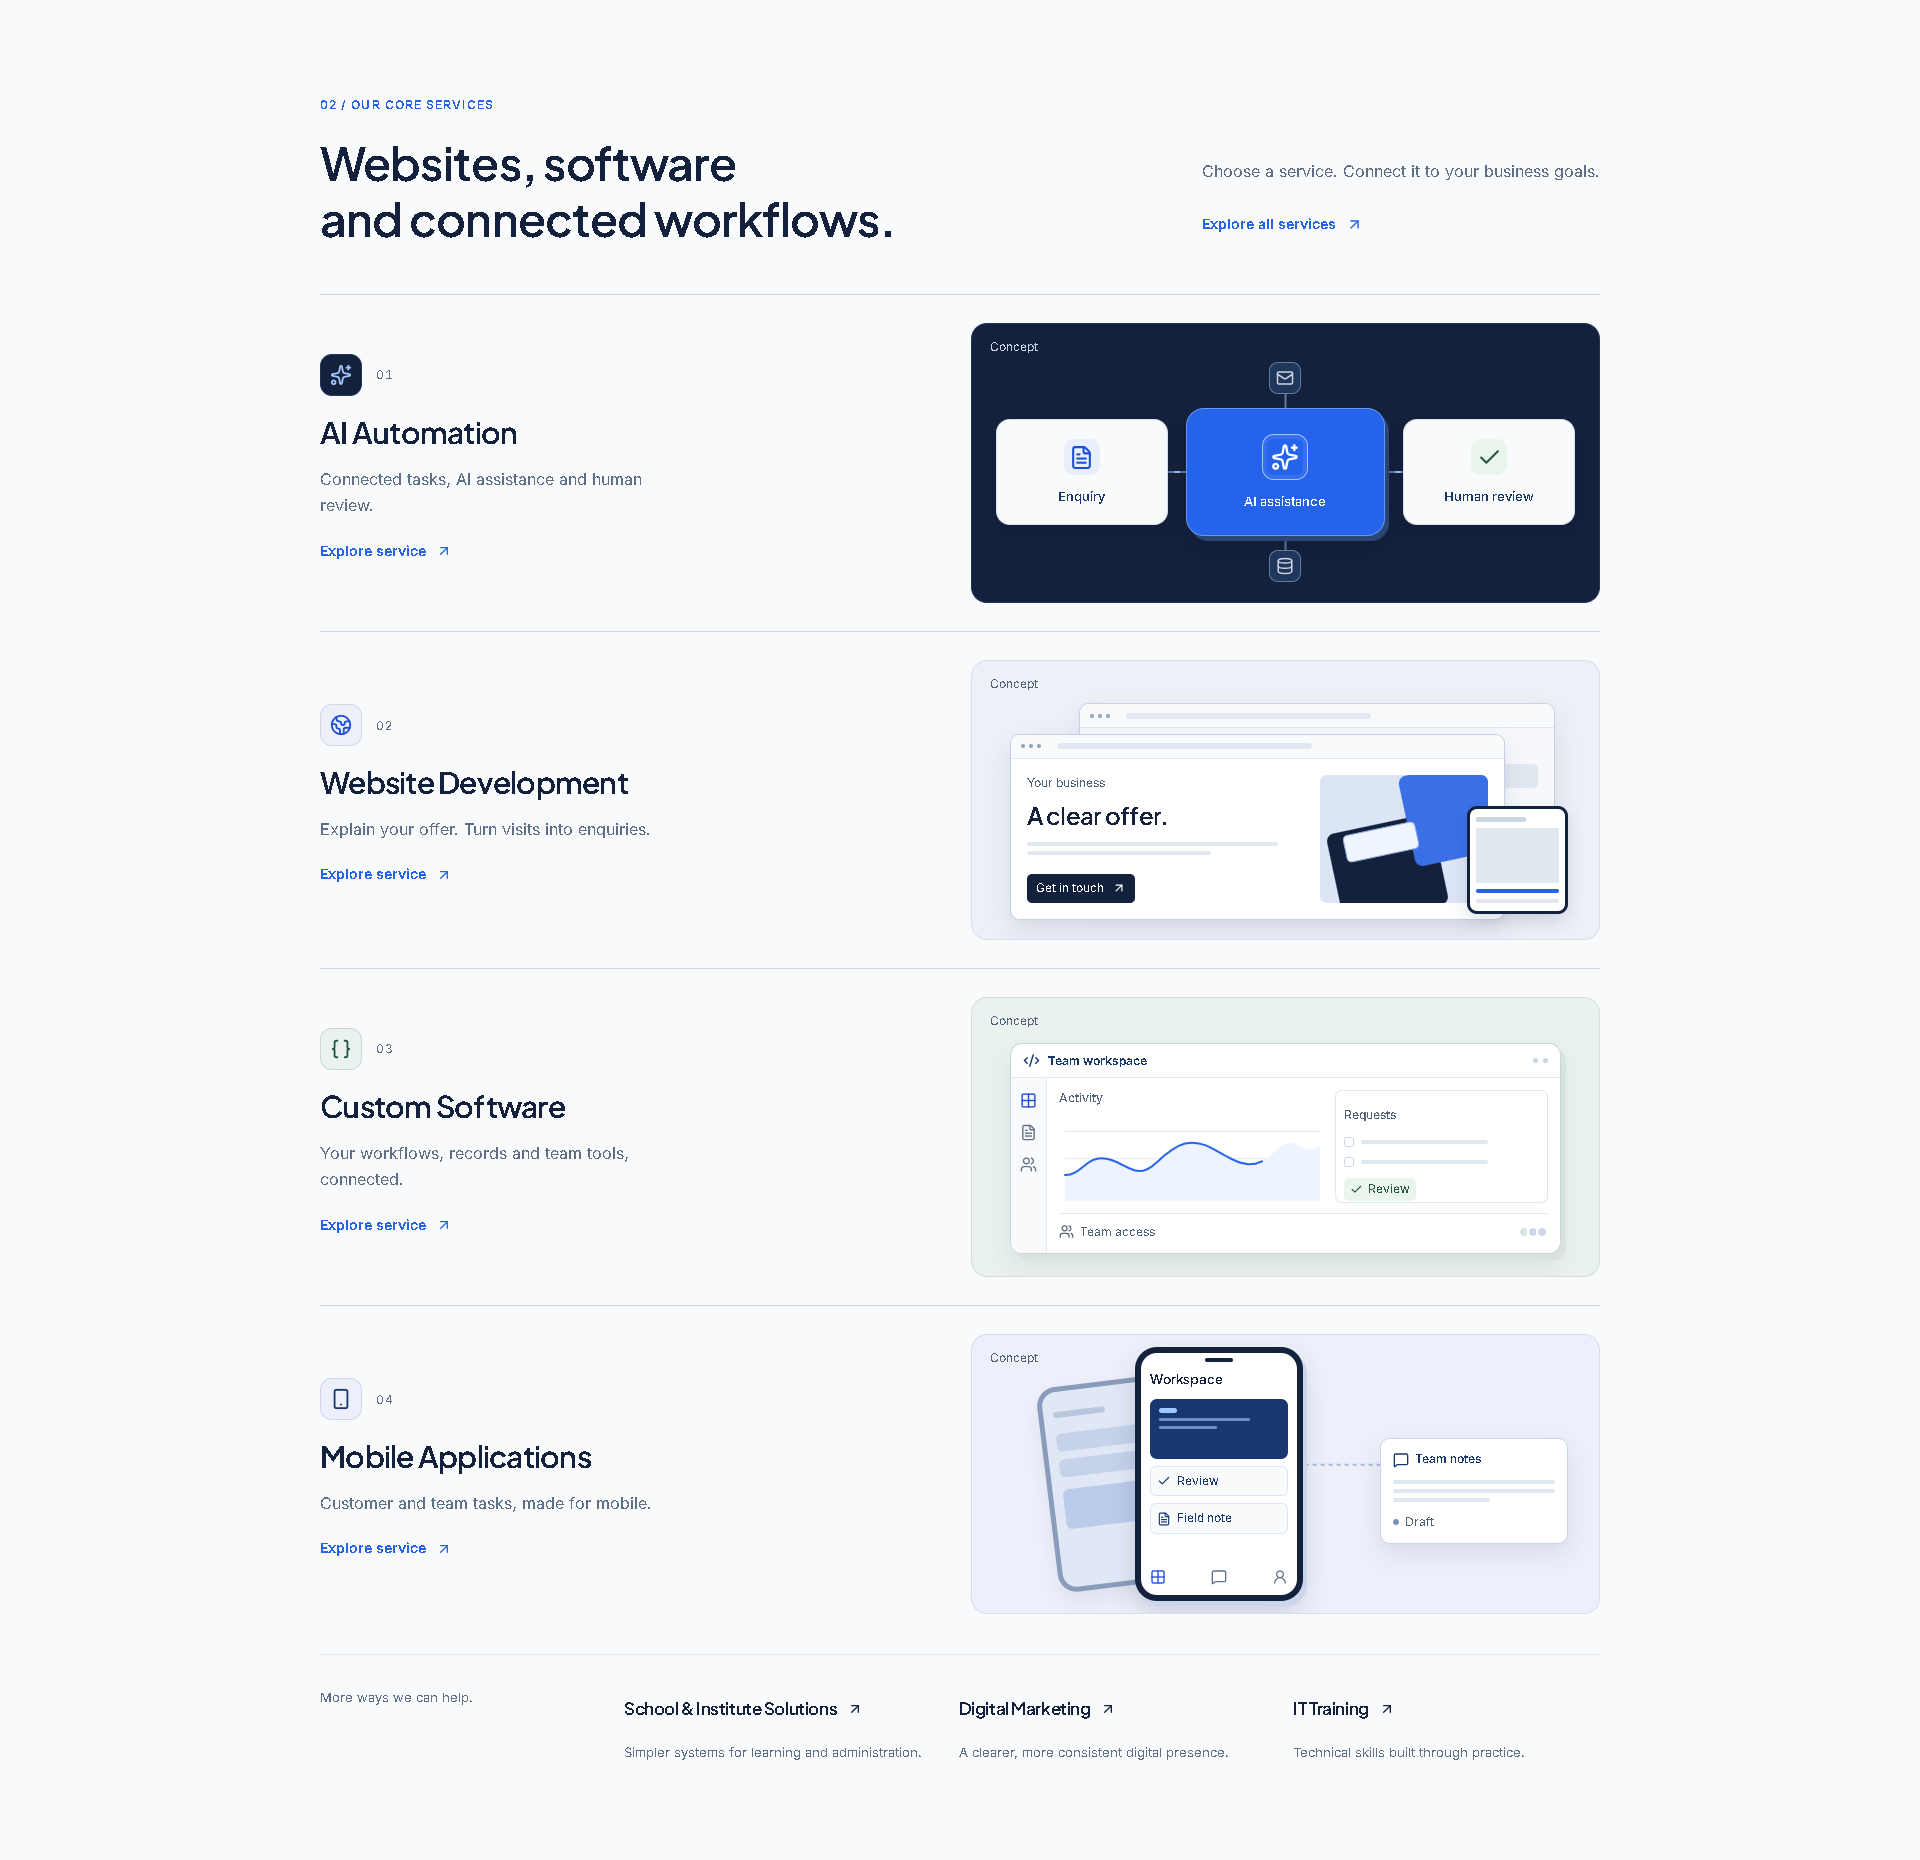 02 / OUR CORE SERVICES
Websites, software
and connected workflows.
Choose a service. Connect it to your business goals.
Explore all services
01
AI Automation
Connected tasks, AI assistance and human
review.
Explore service
Concept
Enquiry
AI assistance
Human review
02
Website Development
Explain your offer. Turn visits into enquiries.
Explore service
Concept
Your business
A clear offer.
Get in touch
03
Custom Software
Your workflows, records and team tools,
connected.
Explore service
Concept
Team workspace
Activity
Requests
Review
Team access
04
Mobile Applications
Customer and team tasks, made for mobile.
Explore service
Concept
Workspace
Review
Field note
Team notes
Draft
More ways we can help.
School & Institute Solutions
Simpler systems for learning and administration.
Digital Marketing
A clearer, more consistent digital presence.
IT Training
Technical skills built through practice.